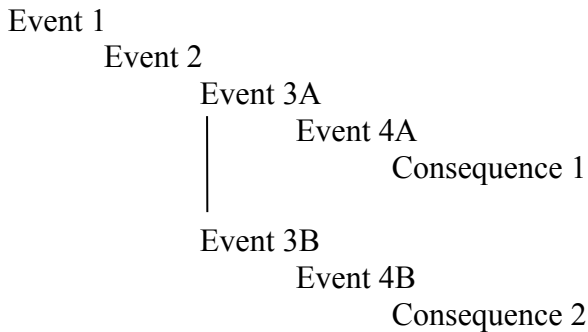 Event 1
Event 2
Event 3A
Event 4A
Consequence 1
Event 3B
Event 4B
Consequence 2